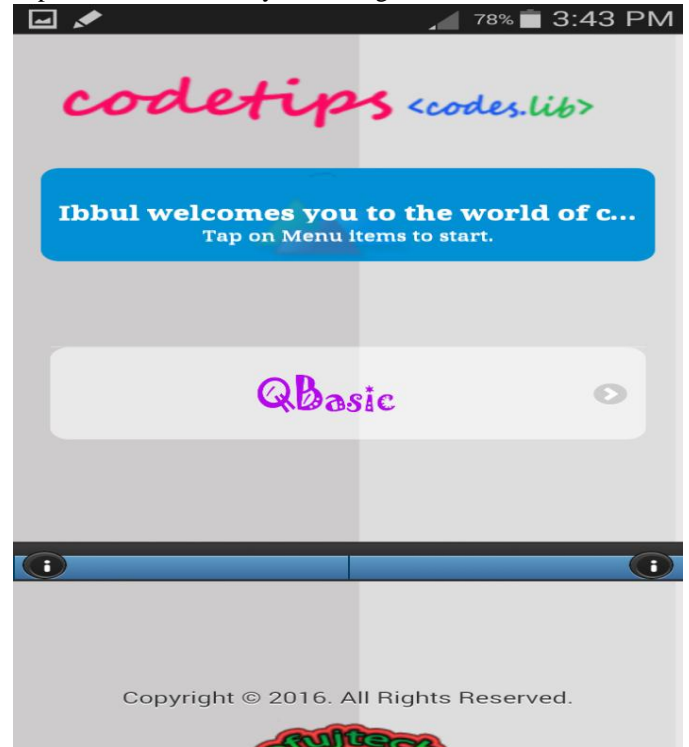 78% 3:43 PM
codetips <codes.lib>
Ibbul welcomes you to the world of c...
Tap on Menu items to start.
QBasic
Copyright © 2016. All Rights Reserved.